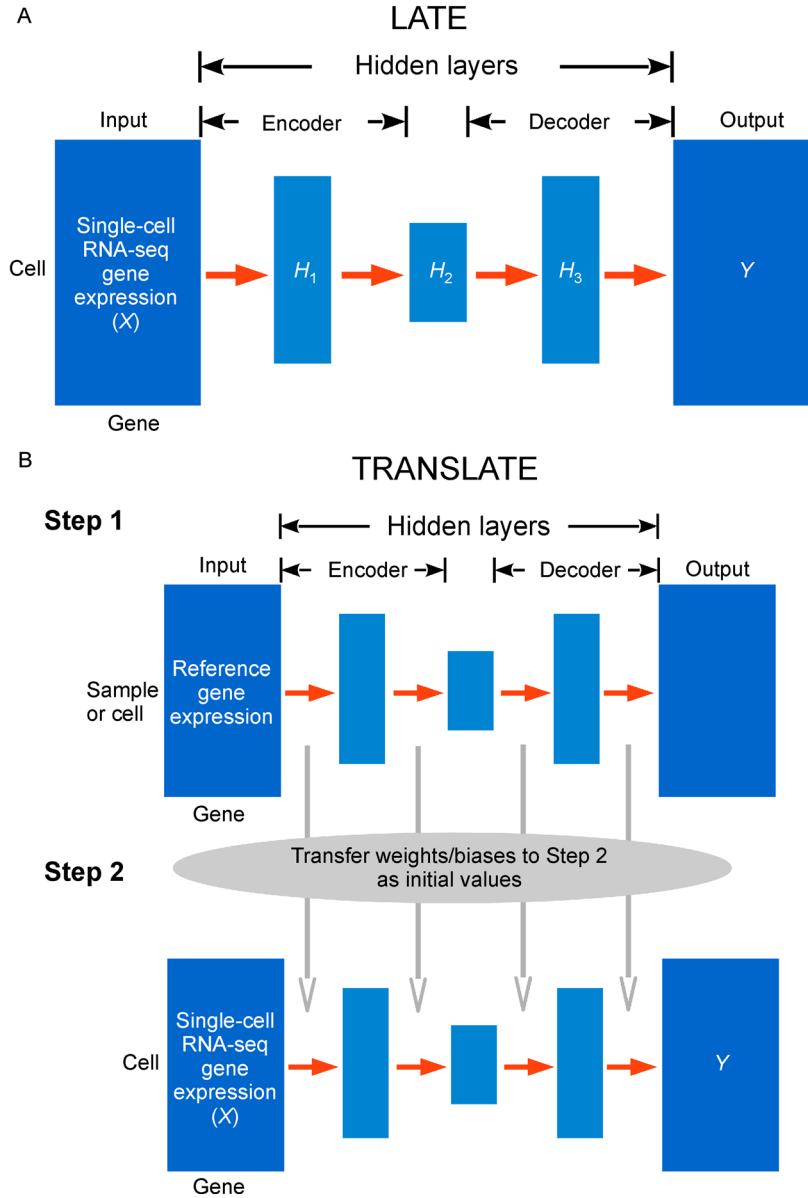 A
LATE
Hidden layers
Input
Encoder
Decoder
Output
Cell
Single-cell
RNA-seq
gene
expression
(X)
H1
H2
H3
Y
Gene
B
TRANSLATE
Step 1
Hidden layers
Input
Encoder
Decoder
Output
Sample
or cell
Reference
gene
expression
Gene
Step 2
Transfer weights/biases to Step 2
as initial values
Cell
Single-cell
RNA-seq
gene
expression
(X)
Y
Gene